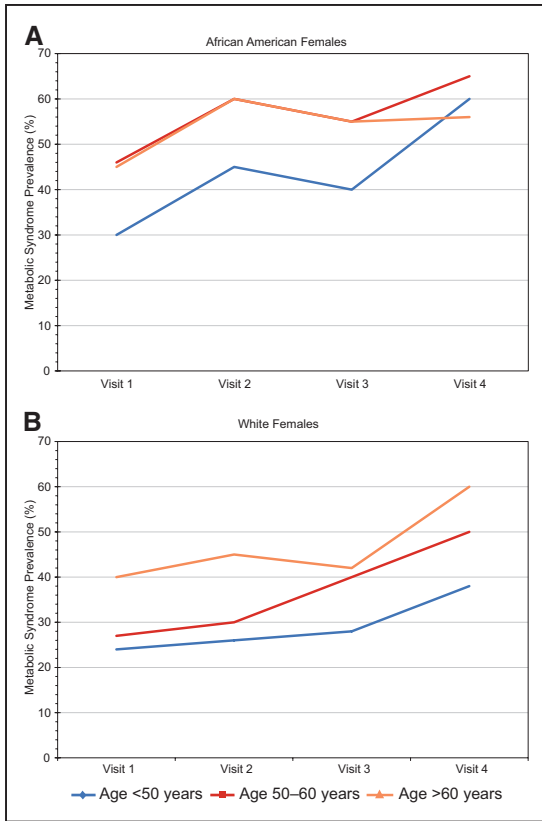 A
African American Females
Metabolic Syndrome Prevalence (%)
70
60
50
40
30
20
10
0
Visit 1 Visit 2 Visit 3 Visit 4
B
White Females
Metabolic Syndrome Prevalence (%)
70
60
50
40
30
20
10
0
Visit 1 Visit 2 Visit 3 Visit 4
Age <50 years Age 50–60 years Age >60 years